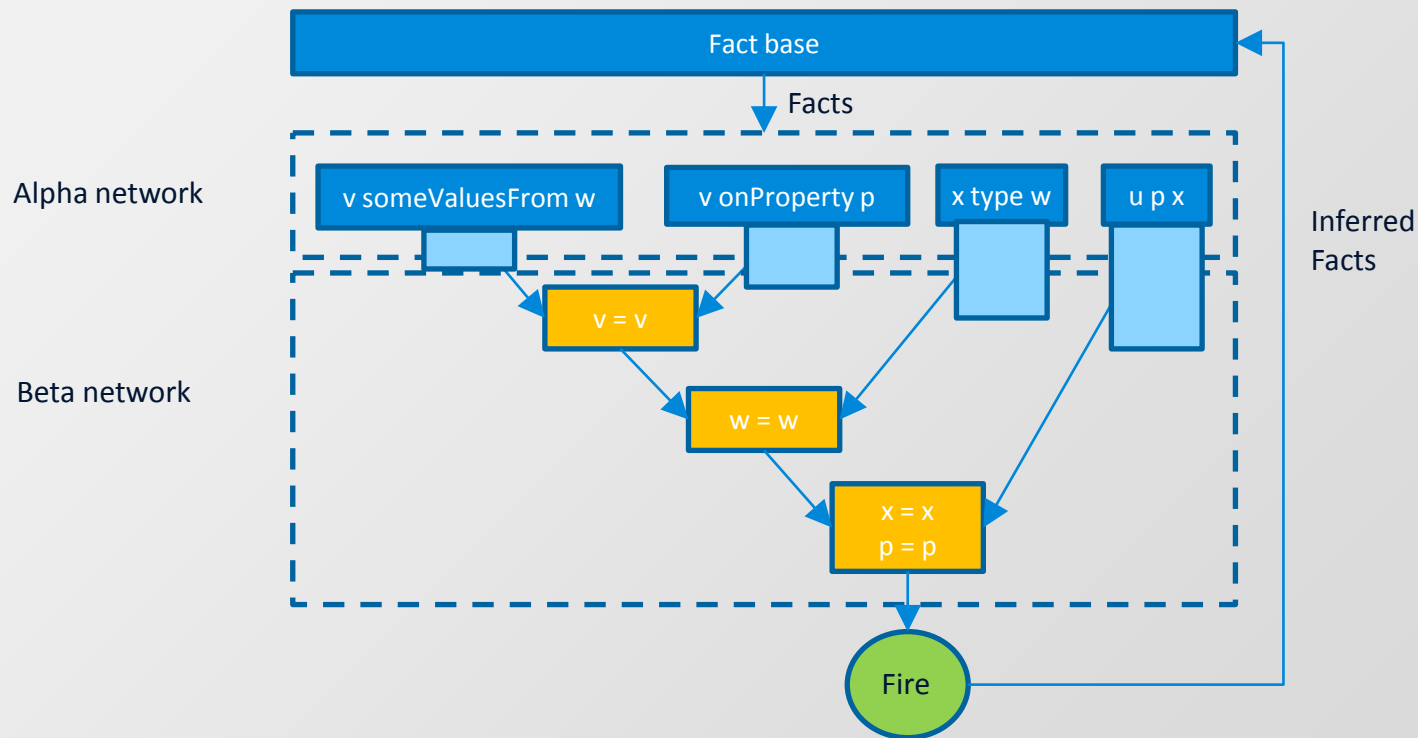 Fact base
Facts
Alpha network
v someValuesFrom w
v onProperty p
x type w
u p x
Inferred
Facts
v = v
Beta network
w = w
x = x
p = p
Fire